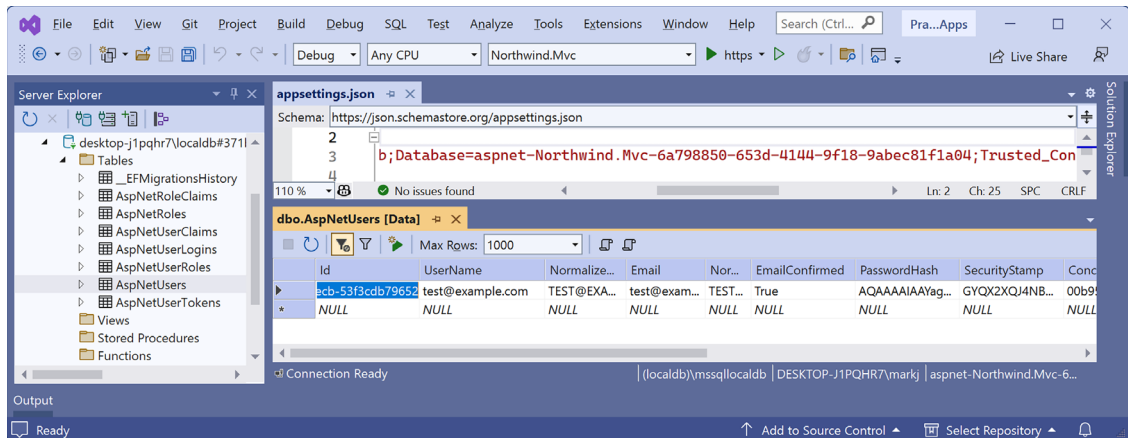 File Edit View Git Project Build Debug SQL Test Analyze Tools Extensions Window Help Search (Ctrl... Pra...Apps
Debug Any CPU Northwind.Mvc https Live Share
Server Explorer
desktop-j1pqhr7\localdb#371
Tables
__EFMigrationsHistory
AspNetRoleClaims
AspNetRoles
AspNetUserClaims
AspNetUserLogins
AspNetUserRoles
AspNetUsers
AspNetUserTokens
Views
Stored Procedures
Functions
appsettings.json
Schema: https://json.schemastore.org/appsettings.json
2
3 b;Database=aspnet-Northwind.Mvc-6a798850-653d-4144-9f18-9abec81f1a04;Trusted_Con
4
110 % No issues found Ln: 2 Ch: 25 SPC CRLF
dbo.AspNetUsers [Data]
Max Rows: 1000
Id UserName Normalize... Email Nor... EmailConfirmed PasswordHash SecurityStamp Conc
ecb-53f3cdb79652 test@example.com TEST@EXA... test@exam... TEST... True AQAAAAIAAYag... GYQX2XQJ4NB... 00b95
* NULL NULL NULL NULL NULL NULL NULL NULL NULL
Connection Ready (localdb)\mssqllocaldb DESKTOP-J1PQHR7\markj aspnet-Northwind.Mvc-6...
Solution Explorer
Output
Ready Add to Source Control Select Repository